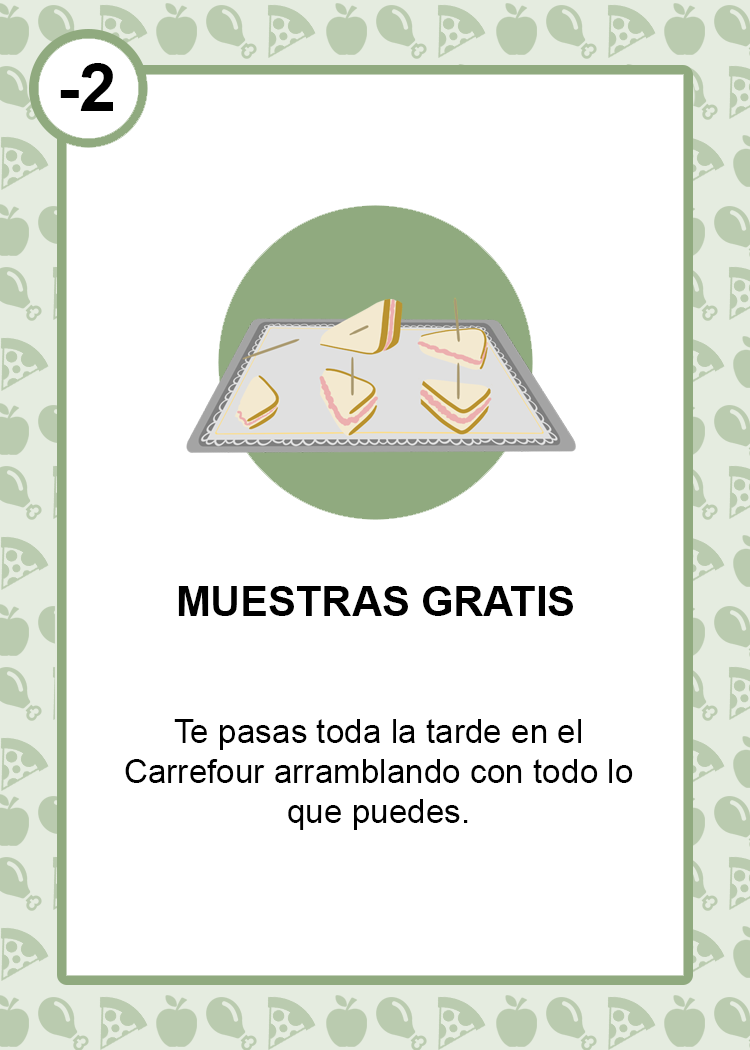 -2
MUESTRAS GRATIS
Te pasas toda la tarde en el
Carrefour arramblando con todo lo
que puedes.